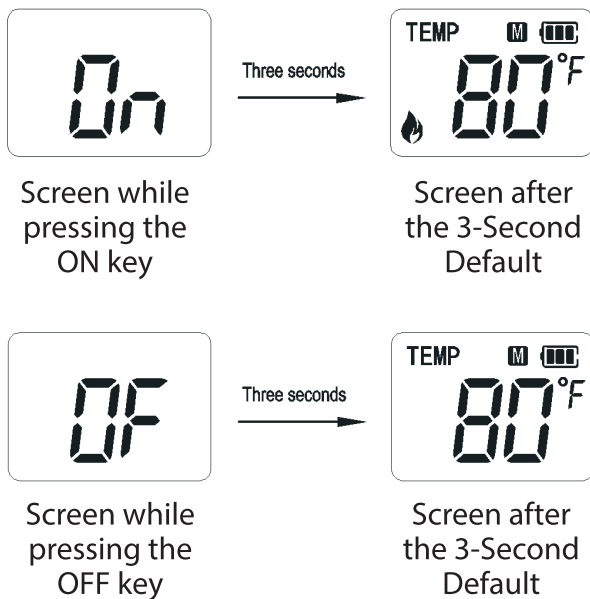 On
Three seconds
TEMP M
80°F
Screen while
pressing the
ON key
Screen after
the 3-Second
Default
OF
Three seconds
TEMP M
80°F
Screen while
pressing the
OFF key
Screen after
the 3-Second
Default